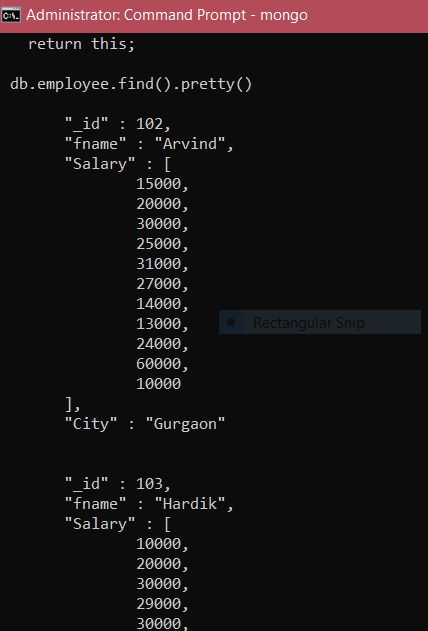 Administrator: Command Prompt - mongo
return this;
db.employee.find().pretty()
"_id" : 102,
"fname" : "Arvind",
"Salary" : [
15000,
20000,
30000,
25000,
31000,
27000,
14000,
13000,
Rectangular Snip
24000,
60000,
10000
],
"City" : "Gurgaon"
"_id" : 103,
"fname" : "Hardik",
"Salary" : [
10000,
20000,
30000,
29000,
30000,